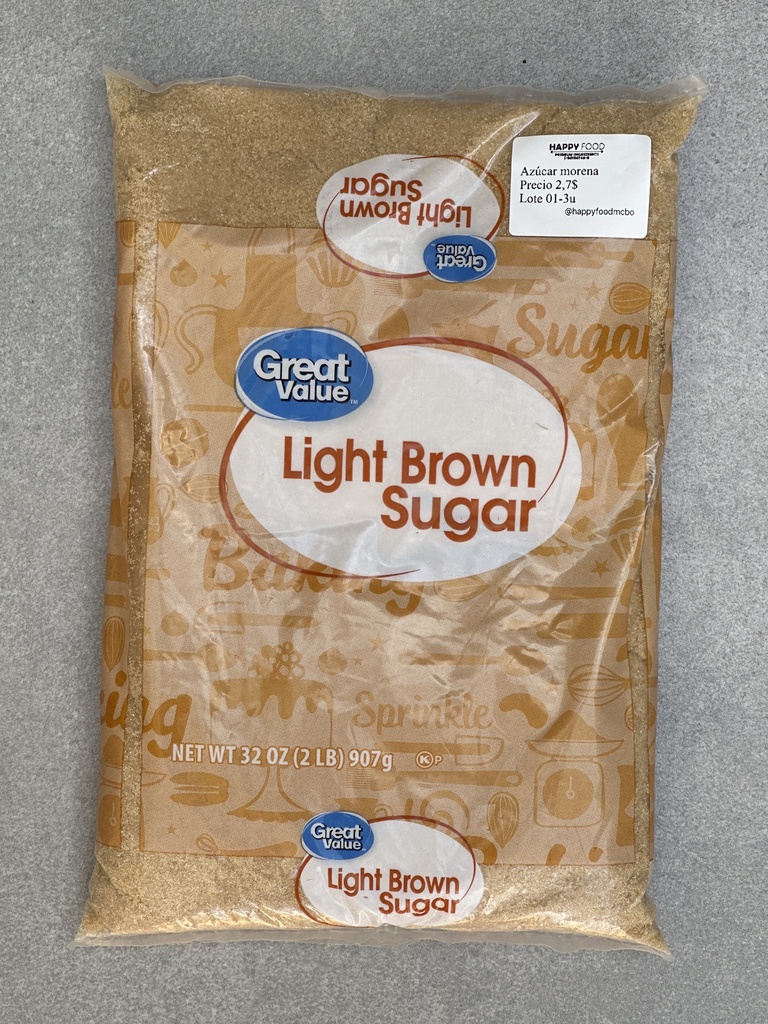 HAPPY FOOD
Azúcar morena
Precio 2,7$
Lote 01-3u
@happyfoodmcbo
Light Brown
Sugar
Great
Value
Sugar
Great
Value™
Light Brown
Sugar
Baking
Sprinkle
NET WT 32 OZ (2 LB) 907g K P
Great
Value
Light Brown
Sugar